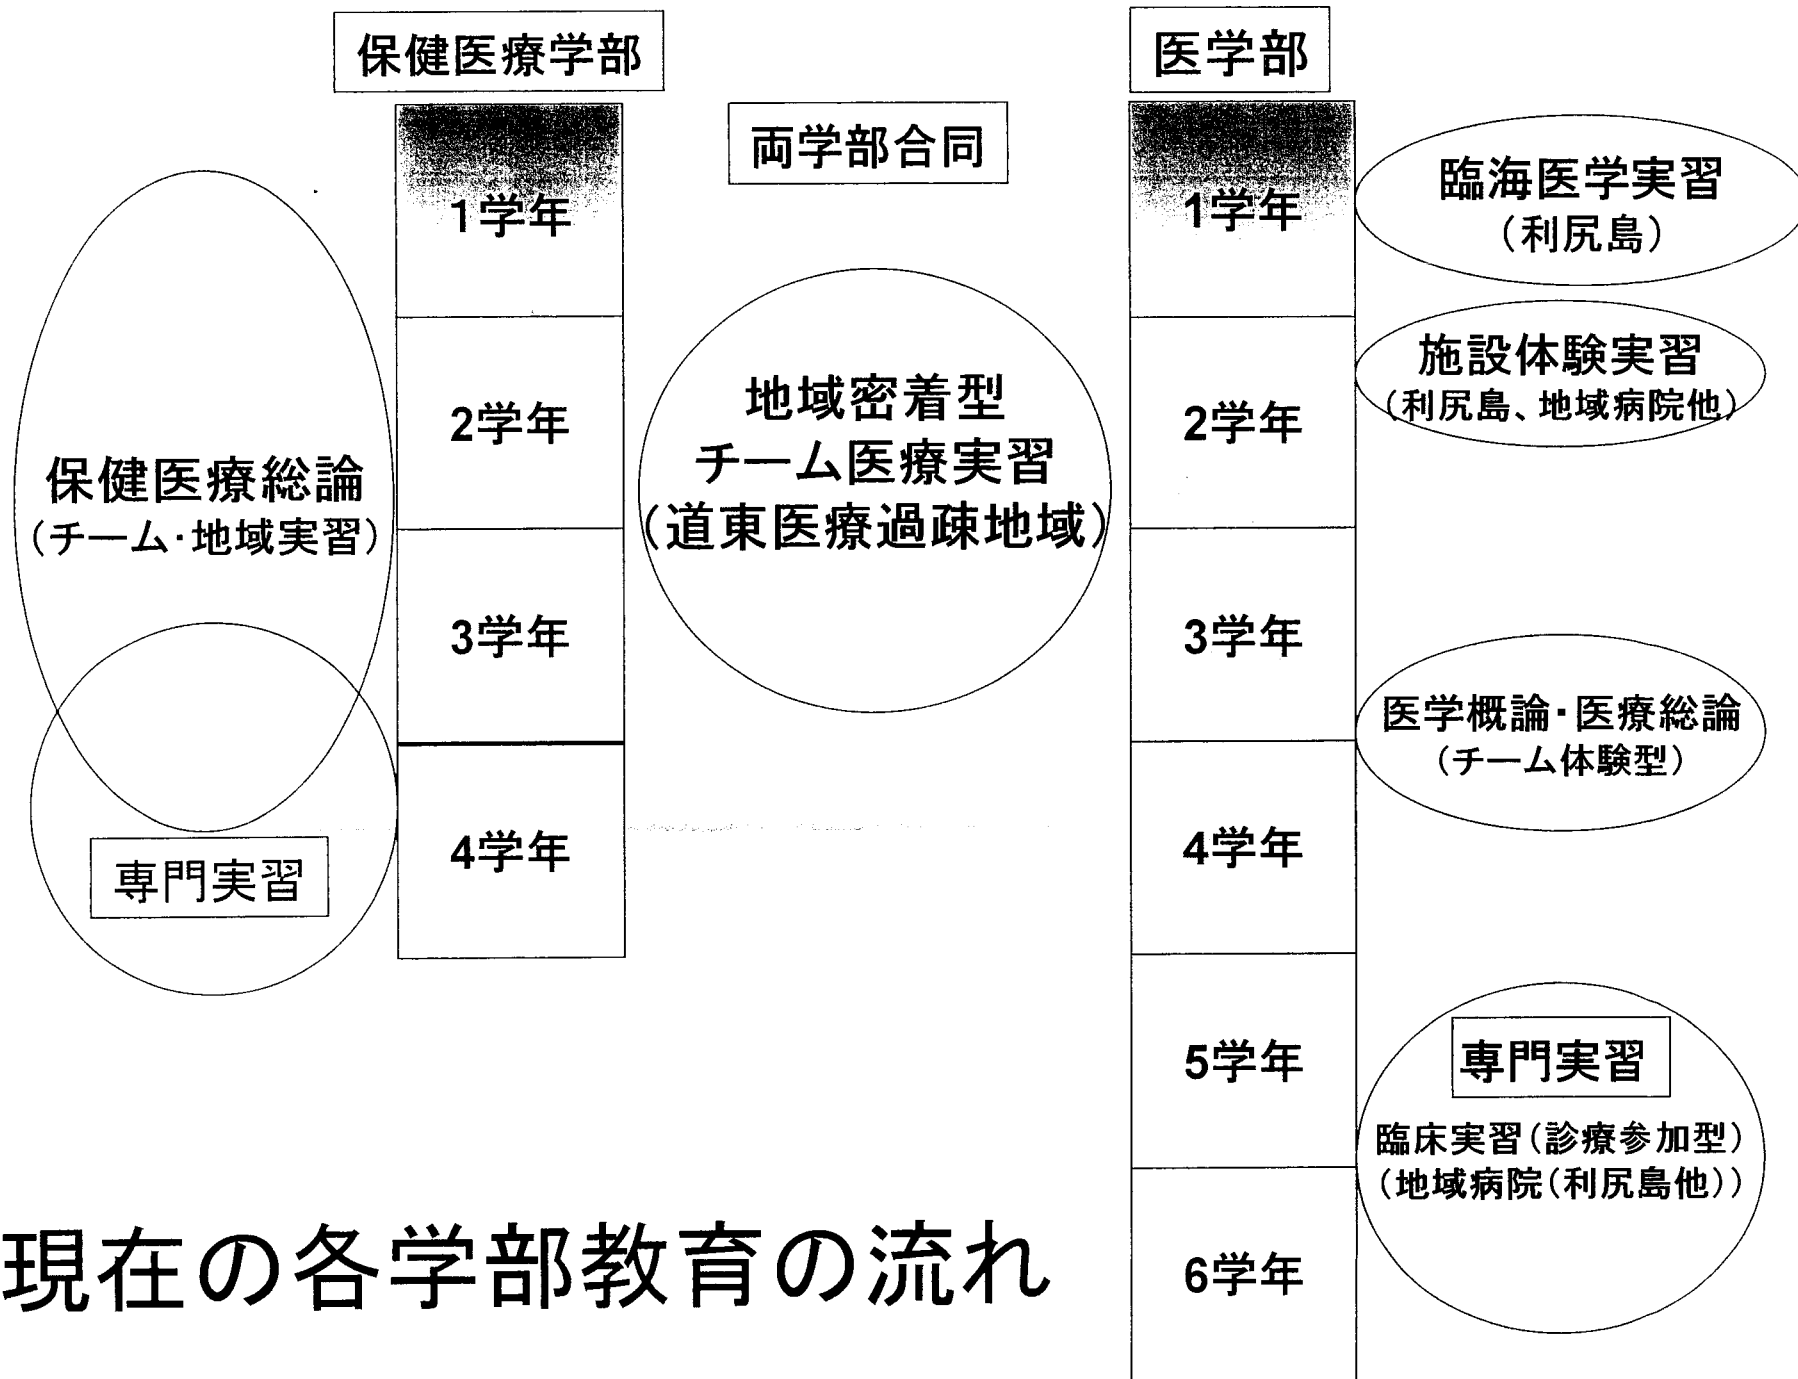 保健医療学部
医学部
両学部合同
1学年
2学年
3学年
4学年
保健医療総論
(チーム・地域実習)
専門実習
地域密着型
チーム医療実習
(道東医療過疎地域)
1学年
2学年
3学年
4学年
5学年
6学年
臨海医学実習
(利尻島)
施設体験実習
(利尻島、地域病院他)
医学概論・医療総論
(チーム体験型)
専門実習
臨床実習(診療参加型)
(地域病院(利尻島他))
現在の各学部教育の流れ